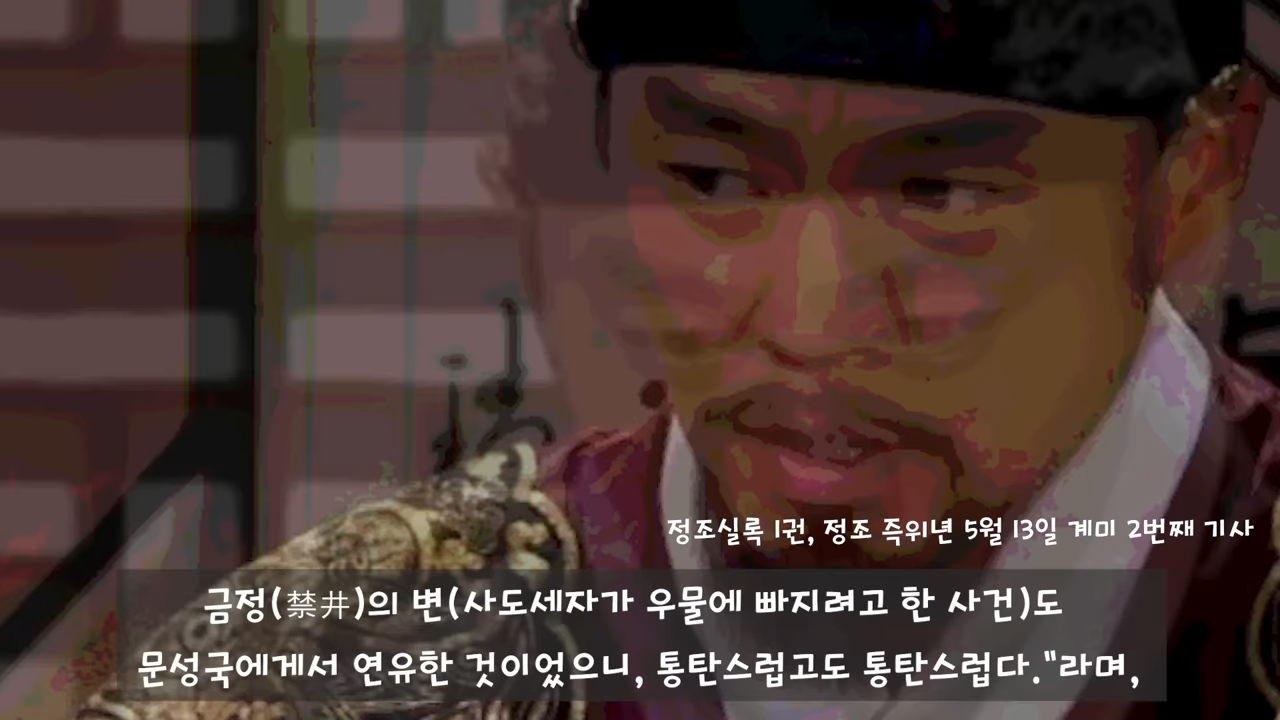 정조실록 1권, 정조 즉위년 5월 13일 계미 2번째 기사
금정(禁井)의 변(사도세자가 우물에 빠지려고 한 사건)도
문성국에게서 연유한 것이었으니, 통탄스럽고도 통탄스럽다."라며,